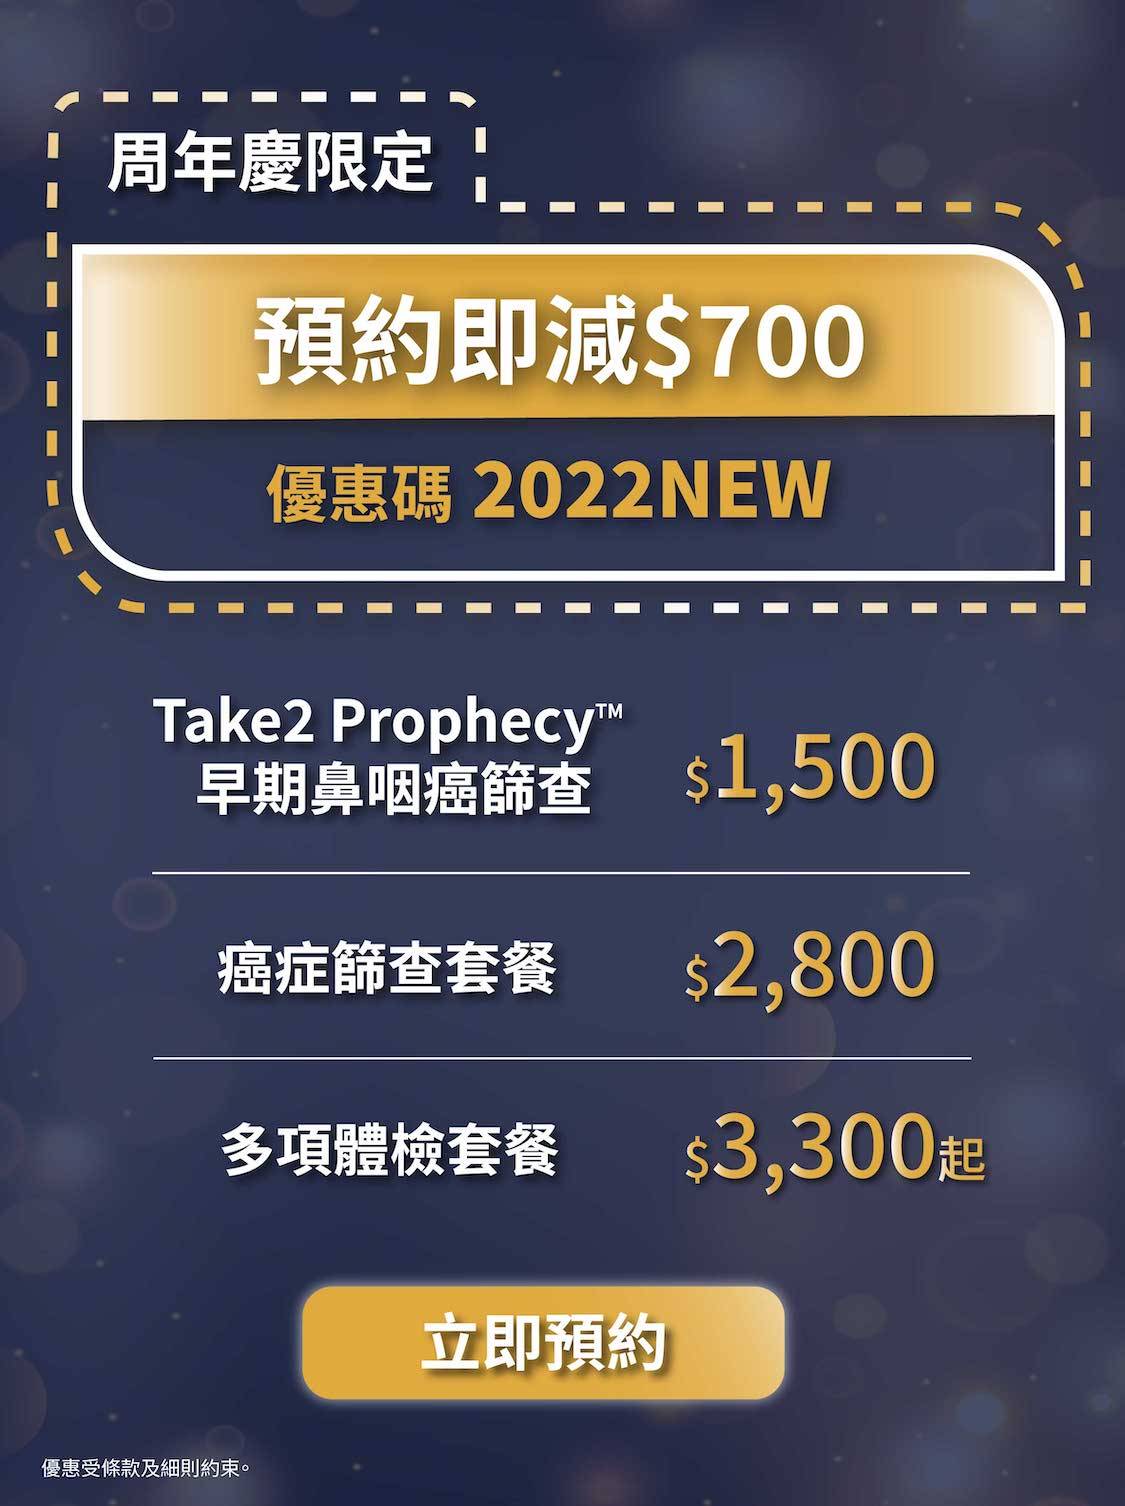 周年慶限定
預約即減$700
優惠碼 2022NEW
Take2 Prophecy™
早期鼻咽癌篩查
$1,500
癌症篩查套餐
$2,800
多項體檢套餐
$3,300起
立即預約
優惠受條款及細則約束。